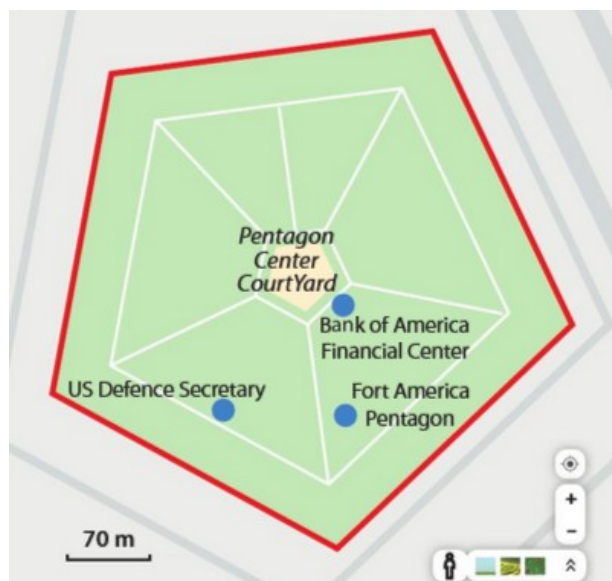 Pentagon
Center
CourtYard
Bank of America
Financial Center
US Defence Secretary
Fort America
Pentagon
70 m
+
-